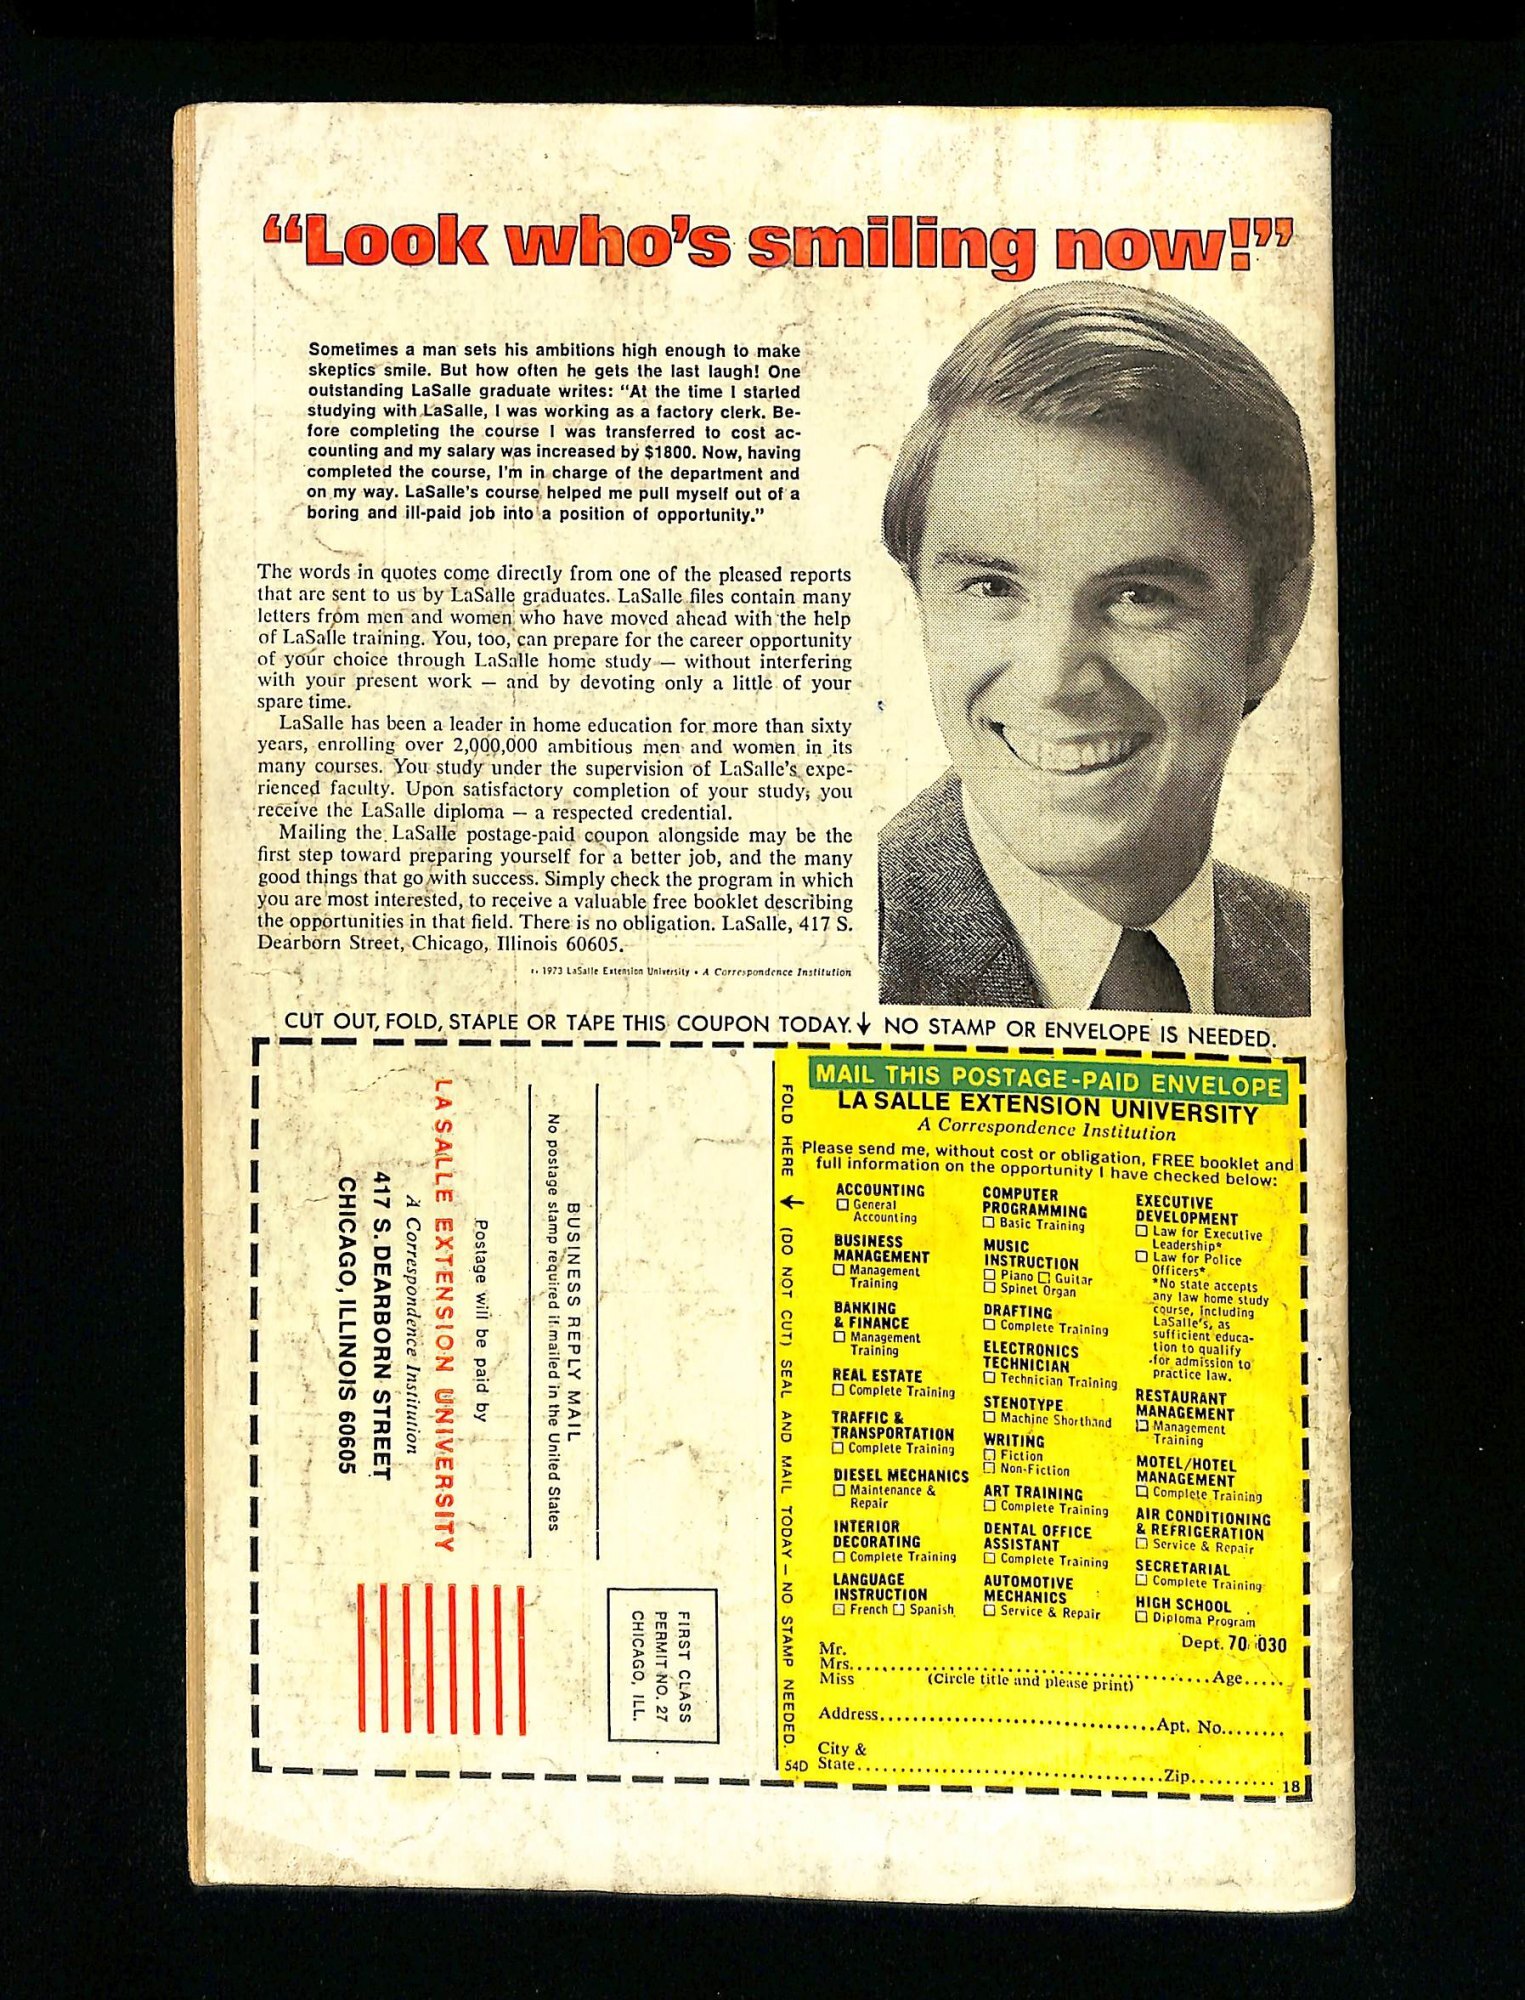 “Look who’s smiling now!”
Sometimes a man sets his ambitions high enough to make
skeptics smile. But how often he gets the last laugh! One
outstanding LaSalle graduate writes: “At the time I started
studying with LaSalle, I was working as a factory clerk. Be-
fore completing the course I was transferred to cost ac-
counting and my salary was increased by $1800. Now, having
completed the course, I’m in charge of the department and
on my way. LaSalle’s course helped me pull myself out of a
boring and ill-paid job into a position of opportunity.”
The words in quotes come directly from one of the pleased reports
that are sent to us by LaSalle graduates. LaSalle files contain many
letters from men and women who have moved ahead with the help
of LaSalle training. You, too, can prepare for the career opportunity
of your choice through LaSalle home study — without interfering
with your present work — and by devoting only a little of your
spare time.
LaSalle has been a leader in home education for more than sixty
years, enrolling over 2,000,000 ambitious men and women in its
many courses. You study under the supervision of LaSalle’s expe-
rienced faculty. Upon satisfactory completion of your study, you
receive the LaSalle diploma — a respected credential.
Mailing the LaSalle postage-paid coupon alongside may be the
first step toward preparing yourself for a better job, and the many
good things that go with success. Simply check the program in which
you are most interested, to receive a valuable free booklet describing
the opportunities in that field. There is no obligation. LaSalle, 417 S.
Dearborn Street, Chicago, Illinois 60605.
1973 LaSalle Extension University • A Correspondence Institution
CUT OUT, FOLD, STAPLE OR TAPE THIS COUPON TODAY. ↓ NO STAMP OR ENVELOPE IS NEEDED.
FIRST CLASS
PERMIT NO. 27
CHICAGO, ILL.
BUSINESS REPLY MAIL
No postage stamp required if mailed in the United States
Postage will be paid by
LA SALLE EXTENSION UNIVERSITY
A Correspondence Institution
417 S. DEARBORN STREET
CHICAGO, ILLINOIS 60605
FOLD HERE ↓ (DO NOT CUT) SEAL AND MAIL TODAY — NO STAMP NEEDED.
54D
MAIL THIS POSTAGE-PAID ENVELOPE
LA SALLE EXTENSION UNIVERSITY
A Correspondence Institution
Please send me, without cost or obligation, FREE booklet and
full information on the opportunity I have checked below:
ACCOUNTING
☐ General
Accounting
BUSINESS
MANAGEMENT
☐ Management
Training
BANKING
& FINANCE
☐ Management
Training
REAL ESTATE
☐ Complete Training
TRAFFIC &
TRANSPORTATION
☐ Complete Training
DIESEL MECHANICS
☐ Maintenance &
Repair
INTERIOR
DECORATING
☐ Complete Training
LANGUAGE
INSTRUCTION
☐ French ☐ Spanish
COMPUTER
PROGRAMMING
☐ Basic Training
MUSIC
INSTRUCTION
☐ Piano ☐ Guitar
☐ Spinet Organ
DRAFTING
☐ Complete Training
ELECTRONICS
TECHNICIAN
☐ Technician Training
STENOTYPE
☐ Machine Shorthand
WRITING
☐ Fiction
☐ Non-Fiction
ART TRAINING
☐ Complete Training
DENTAL OFFICE
ASSISTANT
☐ Complete Training
AUTOMOTIVE
MECHANICS
☐ Service & Repair
EXECUTIVE
DEVELOPMENT
☐ Law for Executive
Leadership*
☐ Law for Police
Officers*
*No state accepts
any law home study
course, including
LaSalle’s, as
sufficient educa-
tion to qualify
for admission to
practice law.
RESTAURANT
MANAGEMENT
☐ Management
Training
MOTEL/HOTEL
MANAGEMENT
☐ Complete Training
AIR CONDITIONING
& REFRIGERATION
☐ Service & Repair
SECRETARIAL
☐ Complete Training
HIGH SCHOOL
☐ Diploma Program
Dept. 70 030
Mr.
Mrs..........................................Age.....
Miss (Circle title and please print)
Address..............................Apt. No........
City &
State..............................Zip..........
18